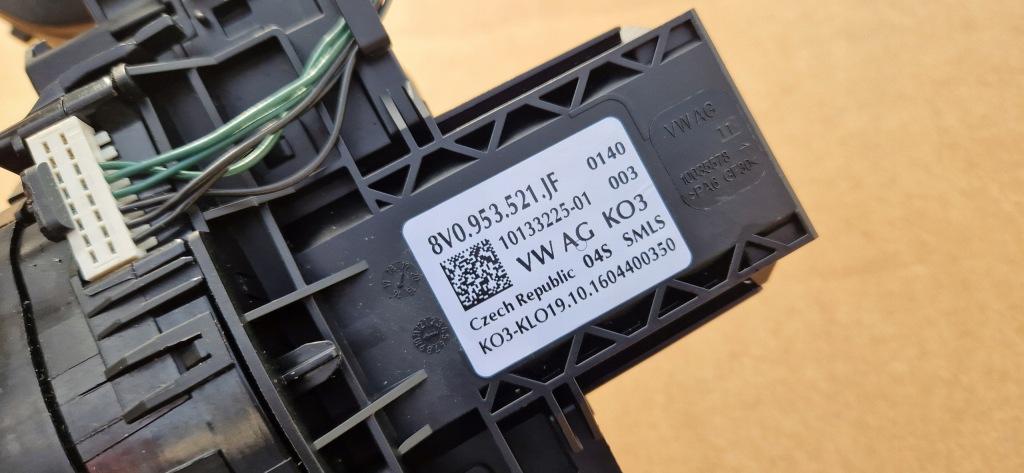 8V0.953.521.JF 0140
10133225-01 003
VW AG KO3
Czech Republic 04S SMLS
KO3-KLO19.10.1604400350
VW AG
11